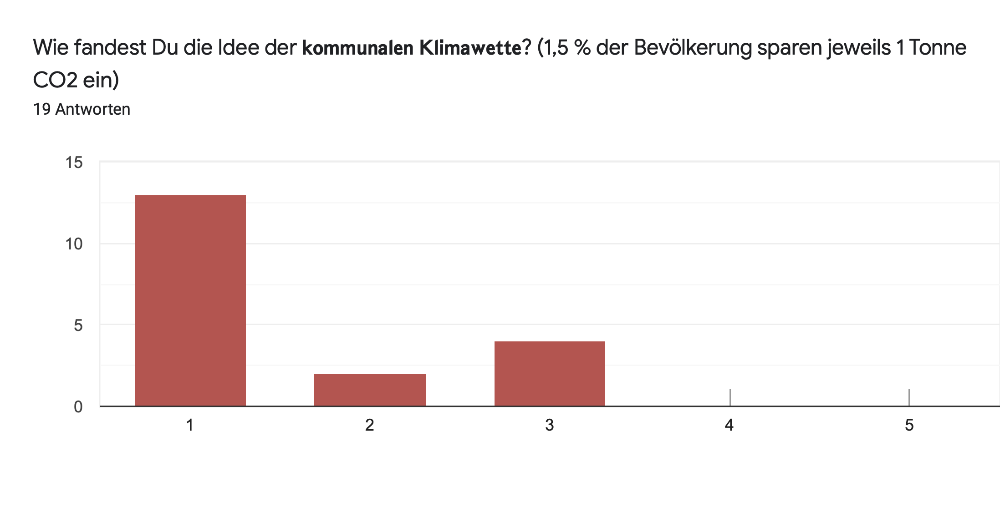 Wie fandest Du die Idee der kommunalen Klimawette? (1,5 % der Bevölkerung sparen jeweils 1 Tonne
CO2 ein)
19 Antworten
15
10
5
0
1 2 3 4 5